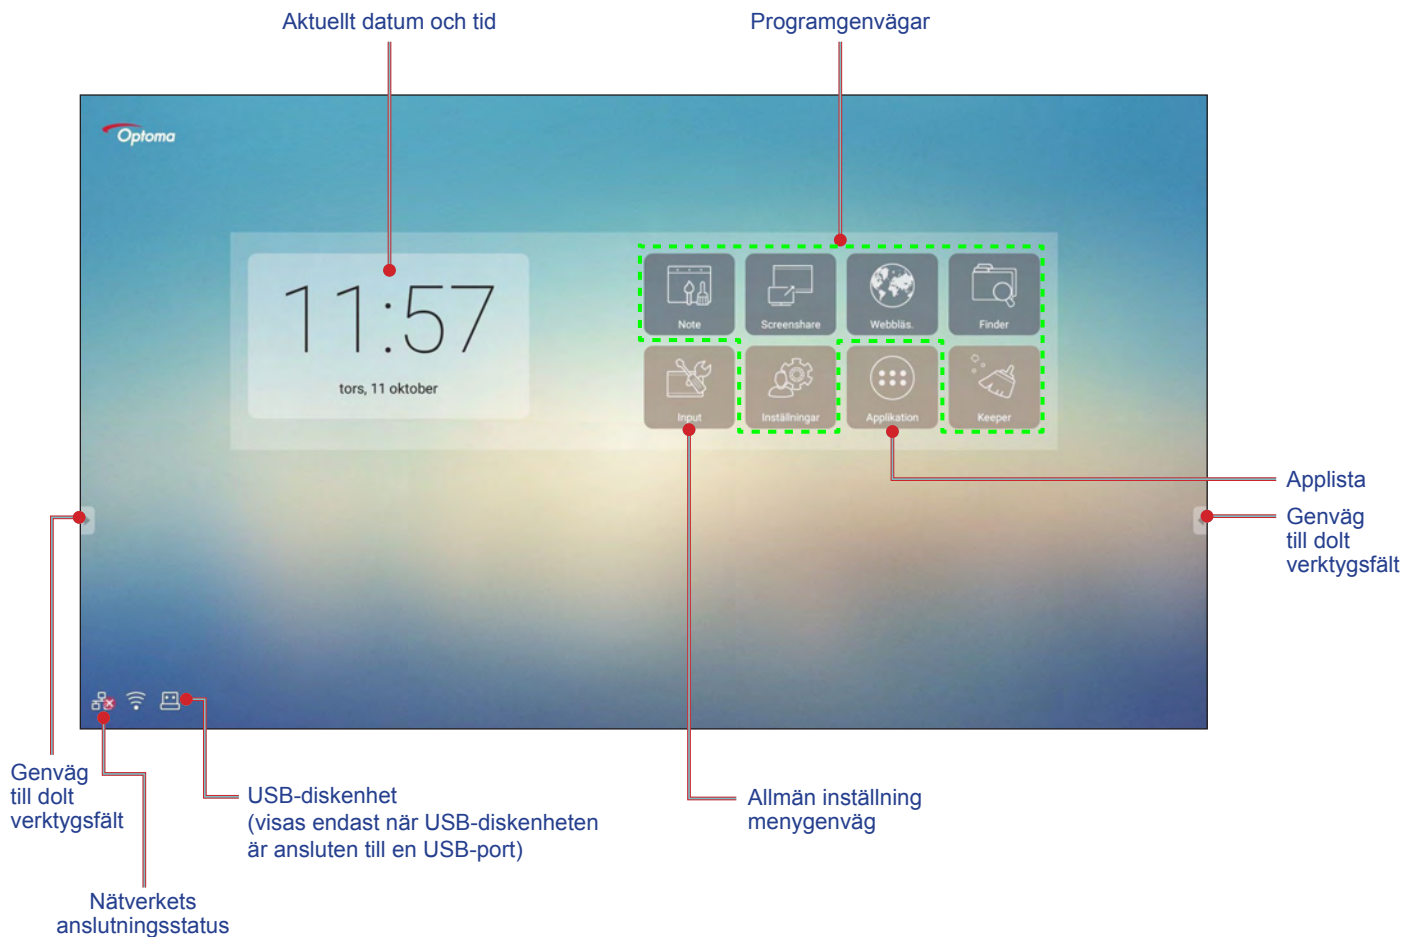 Aktuellt datum och tid
Programgenvägar
Optoma
11:57
tors, 11 oktober
Note
Screenshare
Webbläs.
Finder
Input
Inställningar
Applikation
Keeper
Applista
Genväg
till dolt
verktygsfält
Genväg
till dolt
verktygsfält
USB-diskenhet
(visas endast när USB-diskenheten
är ansluten till en USB-port)
Allmän inställning
menygenväg
Nätverkets
anslutningsstatus